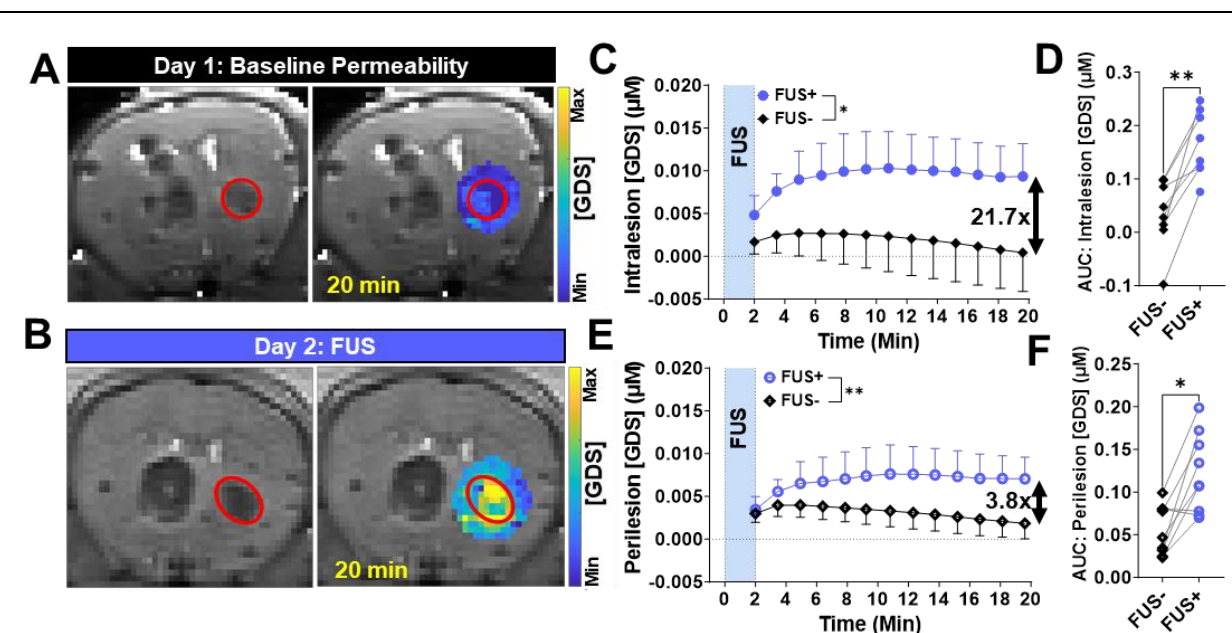 A
Day 1: Baseline Permeability
20 min
Max
[GDS]
Min
B
Day 2: FUS
20 min
Max
[GDS]
Min
C
Intralesion [GDS] (µM)
0.020
0.015
0.010
0.005
0.000
-0.005
FUS
FUS+
FUS-
*
21.7x
0 2 4 6 8 10 12 14 16 18 20
Time (Min)
D
AUC: Intralesion [GDS] (µM)
0.3
0.2
0.1
0.0
-0.1
**
FUS- FUS+
E
Perilesion [GDS] (µM)
0.020
0.015
0.010
0.005
0.000
-0.005
FUS
FUS+
FUS-
**
3.8x
0 2 4 6 8 10 12 14 16 18 20
Time (Min)
F
AUC: Perilesion [GDS] (µM)
0.25
0.20
0.15
0.10
0.05
0.00
*
FUS- FUS+